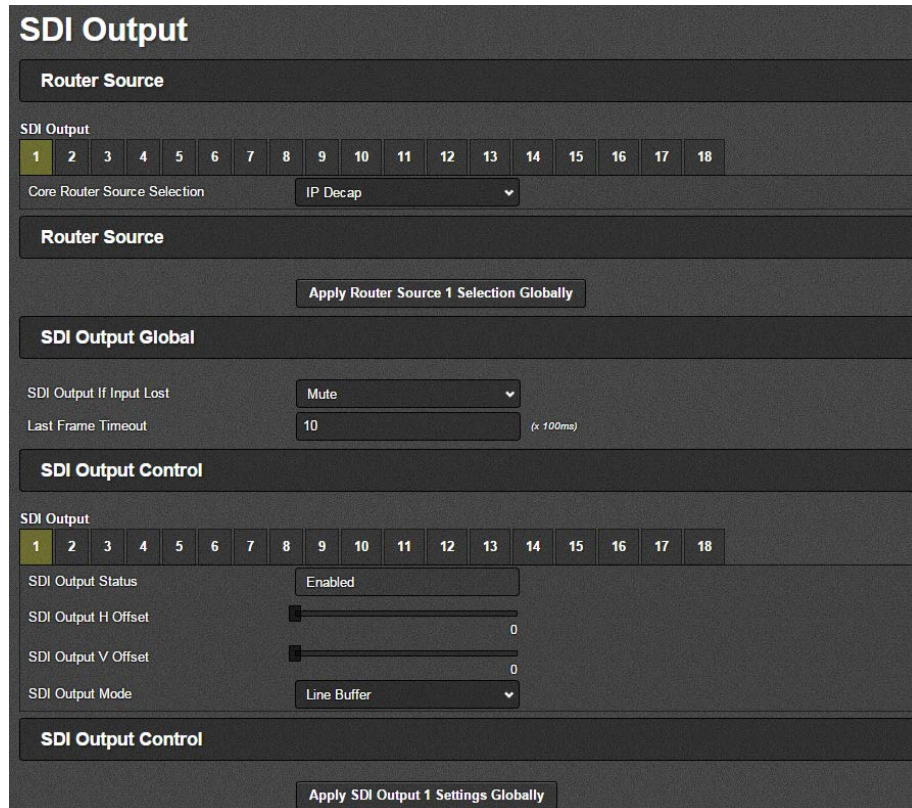 SDI Output
Router Source
SDI Output
1 2 3 4 5 6 7 8 9 10 11 12 13 14 15 16 17 18
Core Router Source Selection IP Decap
Router Source
Apply Router Source 1 Selection Globally
SDI Output Global
SDI Output If Input Lost Mute
Last Frame Timeout 10 (x 100ms)
SDI Output Control
SDI Output
1 2 3 4 5 6 7 8 9 10 11 12 13 14 15 16 17 18
SDI Output Status Enabled
SDI Output H Offset
0
SDI Output V Offset
0
SDI Output Mode Line Buffer
SDI Output Control
Apply SDI Output 1 Settings Globally